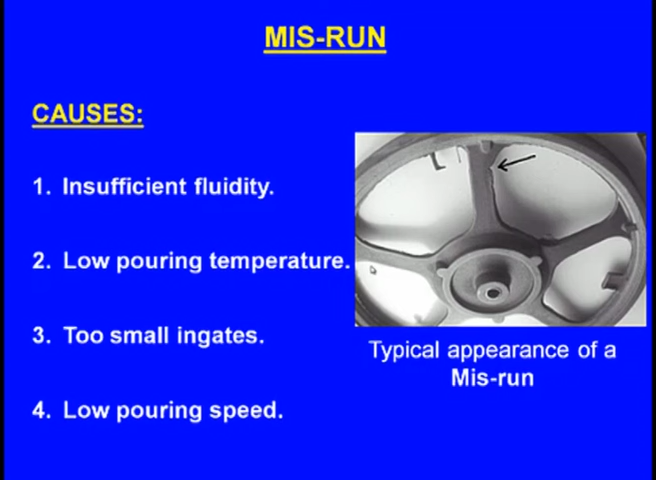 MIS-RUN
CAUSES:
1. Insufficient fluidity.
2. Low pouring temperature.
3. Too small ingates.
4. Low pouring speed.
Typical appearance of a
Mis-run